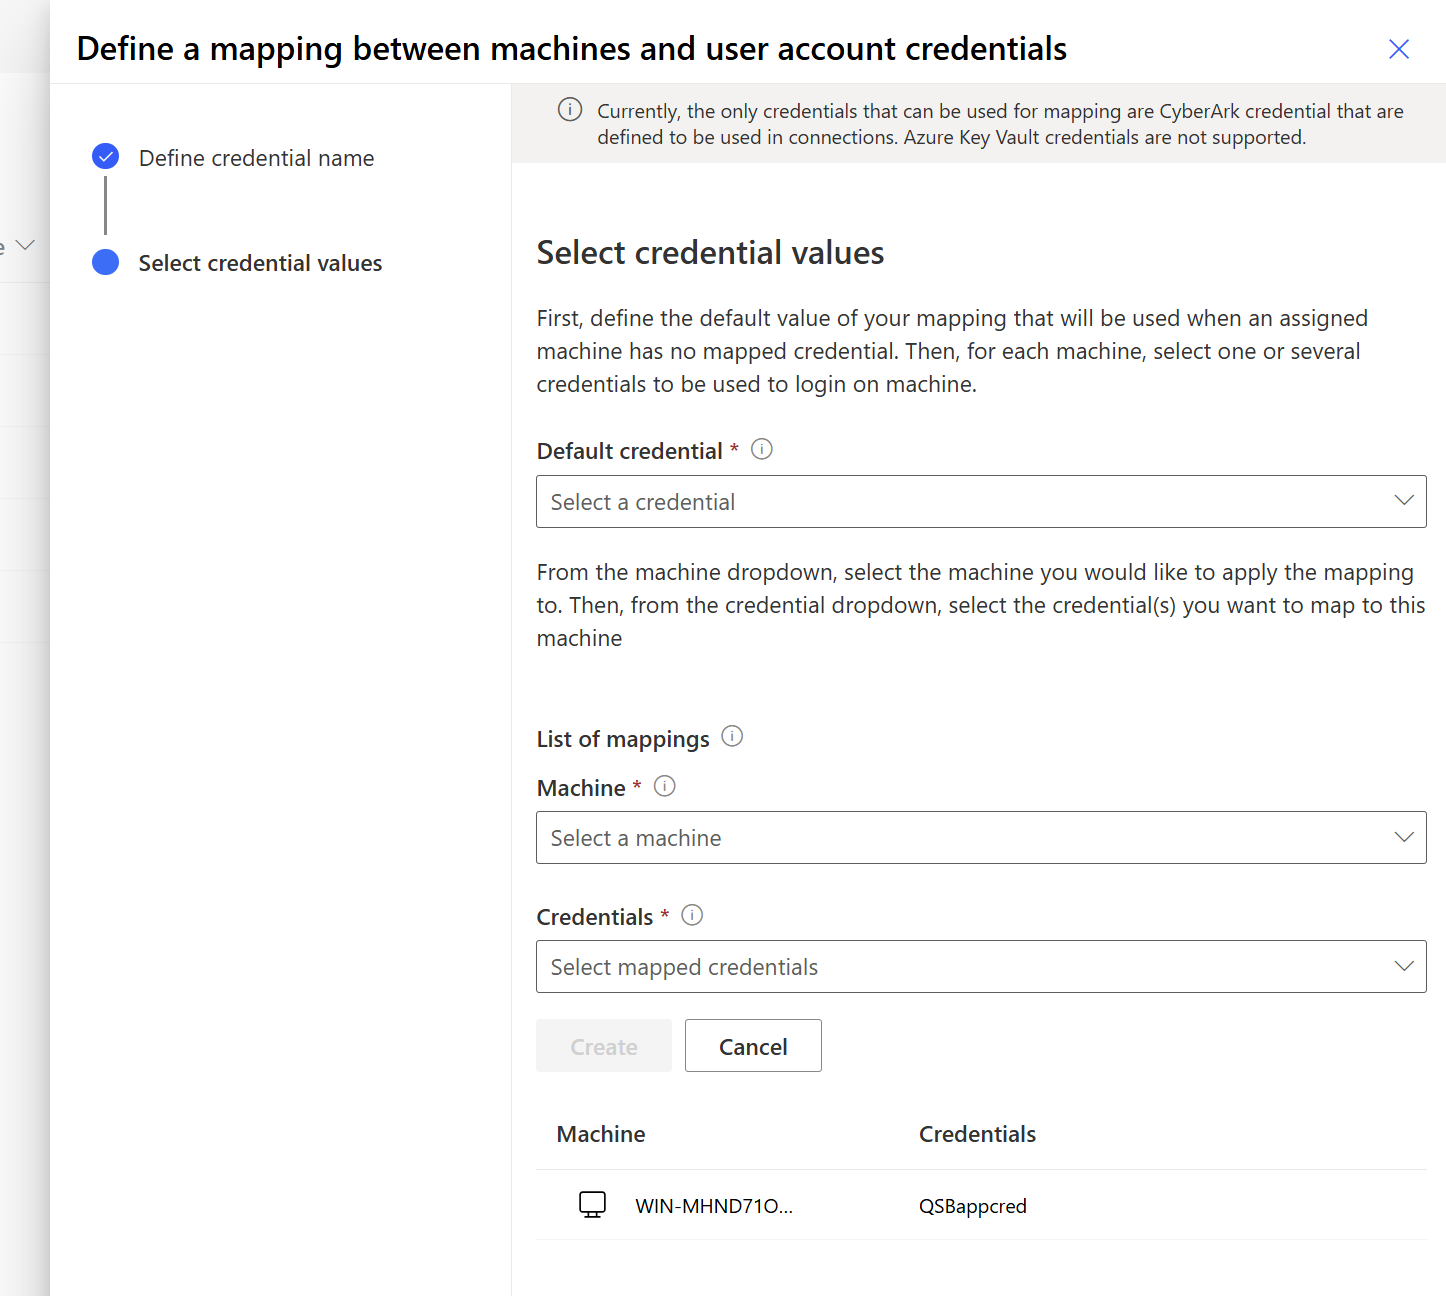 Define a mapping between machines and user account credentials
Currently, the only credentials that can be used for mapping are CyberArk credential that are
defined to be used in connections. Azure Key Vault credentials are not supported.
Define credential name
Select credential values
Select credential values
First, define the default value of your mapping that will be used when an assigned
machine has no mapped credential. Then, for each machine, select one or several
credentials to be used to login on machine.
Default credential *
Select a credential
From the machine dropdown, select the machine you would like to apply the mapping
to. Then, from the credential dropdown, select the credential(s) you want to map to this
machine
List of mappings
Machine *
Select a machine
Credentials *
Select mapped credentials
Create Cancel
Machine Credentials
WIN-MHND71O... QSBappcred